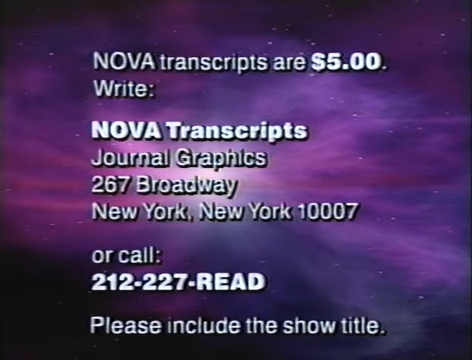 NOVA transcripts are $5.00.
Write:
NOVA Transcripts
Journal Graphics
267 Broadway
New York, New York 10007
or call:
212-227-READ
Please include the show title.